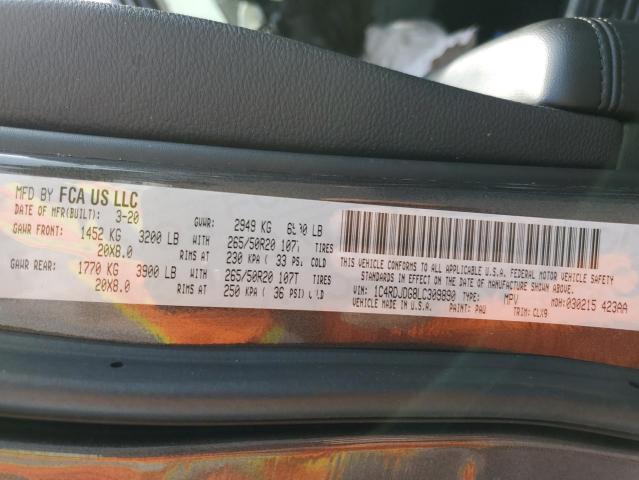 MFD BY FCA US LLC
DATE OF MFR(BUILT): 3-20 GVWR: 2949 KG LB
GAWR FRONT: 1452 KG 3200 LB WITH 265/50R20 107T TIRES
20X8.0 RIMS AT 230 KPA ( 33 PSI) COLD
GAWR REAR: 1770 KG 3900 LB WITH 265/50R20 107T TIRES
20X8.0 RIMS AT 250 KPA ( 36 PSI) COLD
THIS VEHICLE CONFORMS TO ALL APPLICABLE U.S.A. FEDERAL MOTOR VEHICLE SAFETY
STANDARDS IN EFFECT ON THE DATE OF MANUFACTURE SHOWN ABOVE.
VIN: 1C4RDJDG8LC309890 TYPE: MPV MDH: 030215 423AA
VEHICLE MADE IN U.S.A. PAINT: PAU TRIM: CLX9